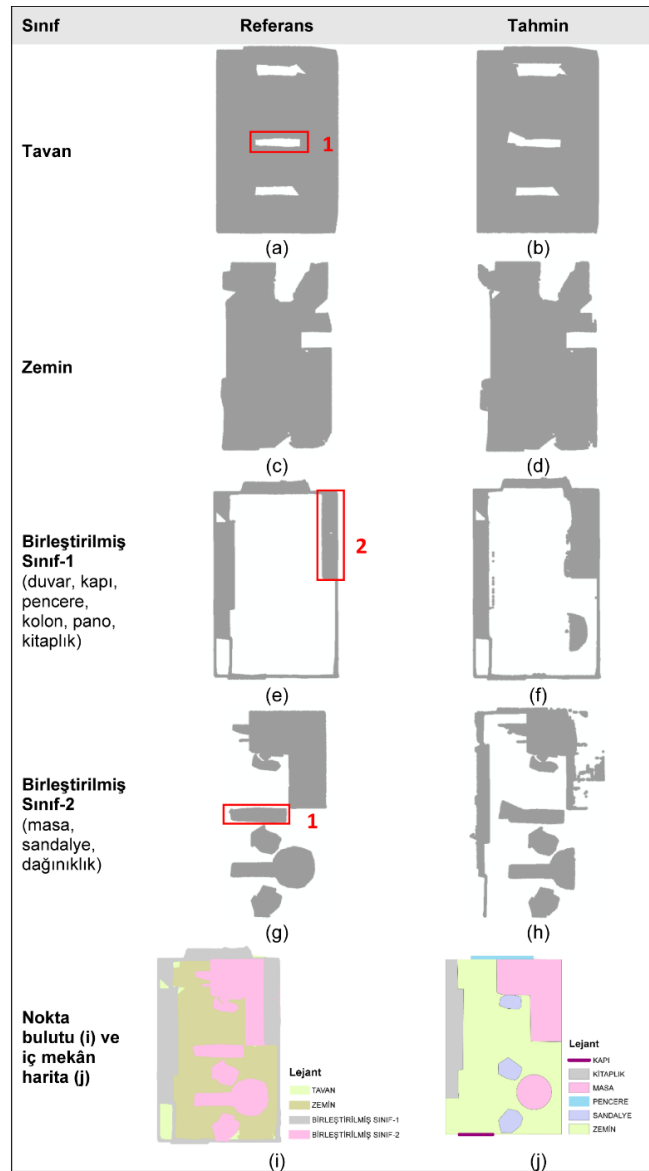 Sınıf Referans Tahmin
Tavan
1
(a) (b)
Zemin
(c) (d)
Birleştirilmiş
Sınıf-1
(duvar, kapı,
pencere,
kolon, pano,
kitaplık)
2
(e) (f)
Birleştirilmiş
Sınıf-2
(masa,
sandalye,
dağınıklık)
1
(g) (h)
Nokta
bulutu (i) ve
iç mekân
harita (j)
Lejant
TAVAN
ZEMİN
BİRLEŞTİRİLMİŞ SINIF-1
BİRLEŞTİRİLMİŞ SINIF-2
(i)
Lejant
KAPI
KİTAPLIK
MASA
PENCERE
SANDALYE
ZEMİN
(j)